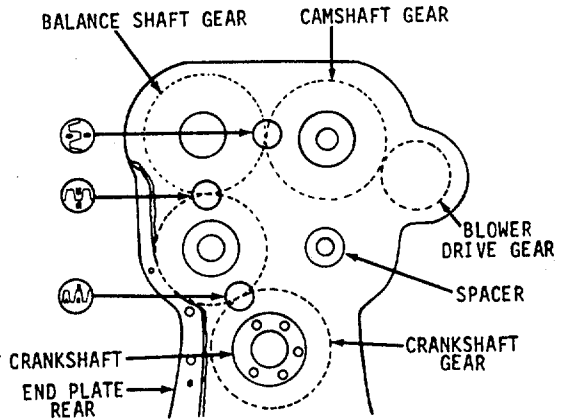 BALANCE SHAFT GEAR
CAMSHAFT GEAR
BLOWER
DRIVE GEAR
SPACER
CRANKSHAFT
GEAR
CRANKSHAFT
END PLATE
REAR